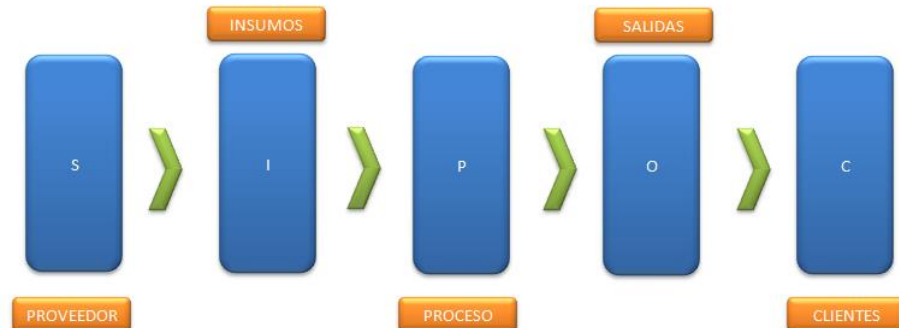 INSUMOS
SALIDAS
S
I
P
O
C
PROVEEDOR
PROCESO
CLIENTES